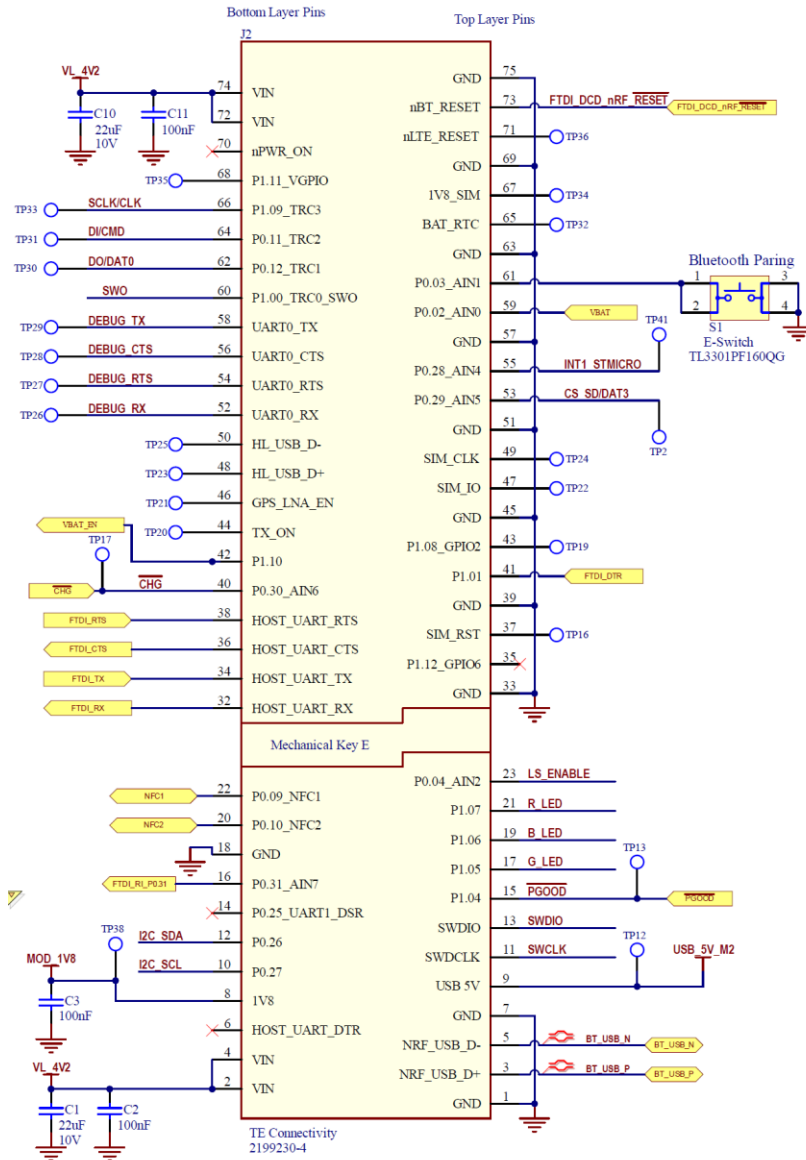 Bottom Layer Pins
Top Layer Pins
J2
VL_4V2
C10
22uF
10V
C11
100nF
74 VIN
72 VIN
70 nPWR_ON
TP35 68 P1.11_VGPIO
TP33 SCLK/CLK 66 P1.09_TRC3
TP31 DI/CMD 64 P0.11_TRC2
TP30 DO/DAT0 62 P0.12_TRC1
SWO 60 P1.00_TRC0_SWO
TP29 DEBUG_TX 58 UART0_TX
TP28 DEBUG_CTS 56 UART0_CTS
TP27 DEBUG_RTS 54 UART0_RTS
TP26 DEBUG_RX 52 UART0_RX
TP25 50 HL_USB_D-
TP23 48 HL_USB_D+
TP21 46 GPS_LNA_EN
TP20 44 TX_ON
VBAT_EN 42 P1.10
TP17
CHG CHG 40 P0.30_AIN6
FTDI_RTS 38 HOST_UART_RTS
FTDI_CTS 36 HOST_UART_CTS
FTDI_TX 34 HOST_UART_TX
FTDI_RX 32 HOST_UART_RX
GND 75
nBT_RESET 73 FTDI_DCD_nRF_RESET FTDI_DCD_nRF_RESET
nLTE_RESET 71 TP36
GND 69
1V8_SIM 67 TP34
BAT_RTC 65 TP32
GND 63
P0.03_AIN1 61
Bluetooth Paring
1 3
2 4
S1
E-Switch
TL3301PF160QG
P0.02_AIN0 59 VBAT
GND 57
TP41
P0.28_AIN4 55 INT1_STMICRO
P0.29_AIN5 53 CS_SD/DAT3
TP2
GND 51
SIM_CLK 49 TP24
SIM_IO 47 TP22
GND 45
P1.08_GPIO2 43 TP19
P1.01 41 FTDI_DTR
GND 39
SIM_RST 37 TP16
P1.12_GPIO6 35
GND 33
Mechanical Key E
NFC1 22 P0.09_NFC1
NFC2 20 P0.10_NFC2
18 GND
FTDI_RI_P031 16 P0.31_AIN7
14 P0.25_UART1_DSR
TP38
I2C_SDA 12 P0.26
I2C_SCL 10 P0.27
MOD_1V8
C3
100nF
8 1V8
6 HOST_UART_DTR
4 VIN
VL_4V2
2 VIN
C1
22uF
10V
C2
100nF
P0.04_AIN2 23 LS_ENABLE
P1.07 21 R_LED
P1.06 19 B_LED
P1.05 17 G_LED
TP13
P1.04 15 PGOOD PGOOD
SWDIO 13 SWDIO
SWDCLK 11 SWCLK
TP12
USB_5V_M2
USB 5V 9
GND 7
NRF_USB_D- 5 BT_USB_N BT_USB_N
NRF_USB_D+ 3 BT_USB_P BT_USB_P
GND 1
TE Connectivity
2199230-4